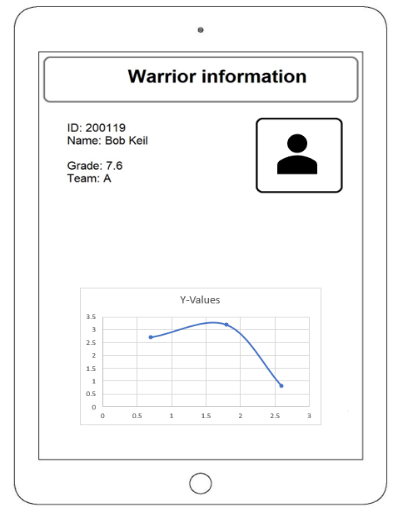 Warrior information
ID: 200119
Name: Bob Keil
Grade: 7.6
Team: A
Y-Values
3.5
3
2.5
2
1.5
1
0.5
0
0 0.5 1 1.5 2 2.5 3